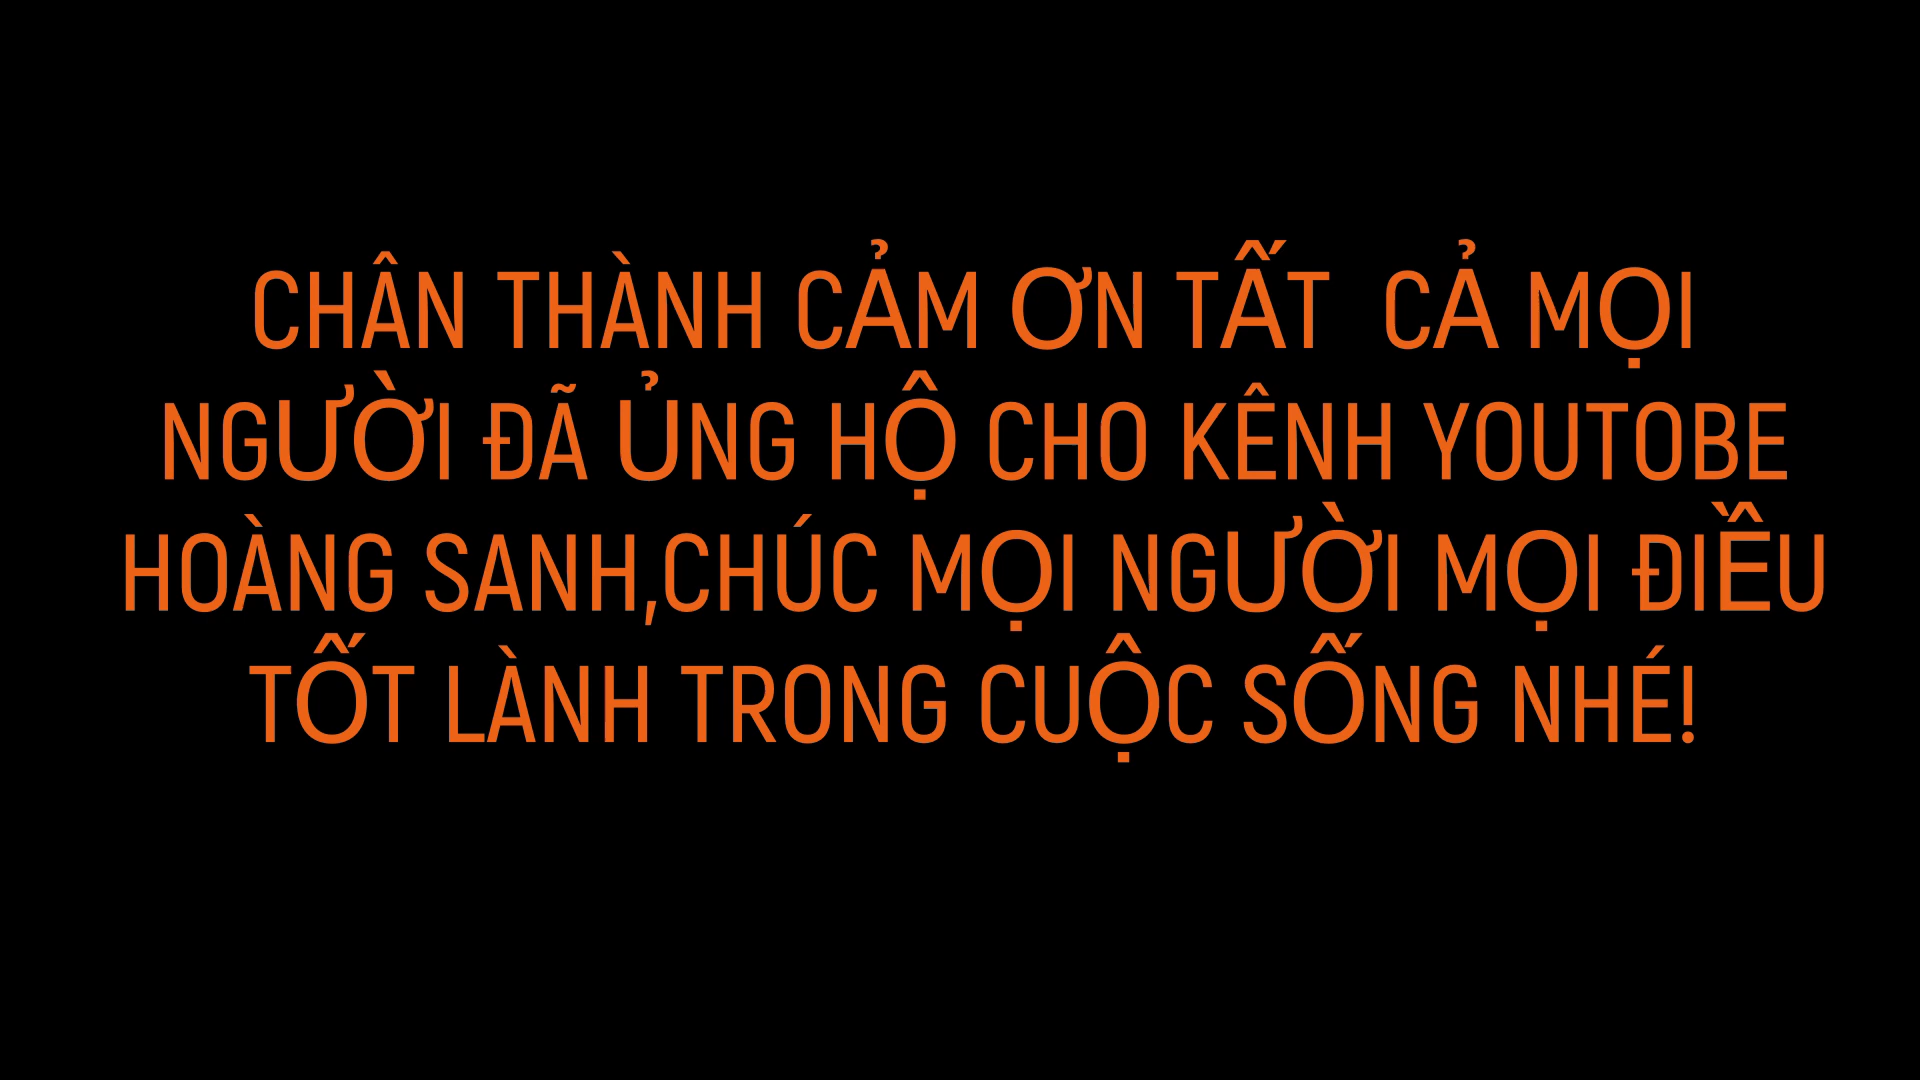 CHÂN THÀNH CẢM ƠN TẤT  CẢ MỌI
NGƯỜI ĐÃ ỦNG HỘ CHO KÊNH YOUTOBE
HOÀNG SANH,CHÚC MỌI NGƯỜI MỌI ĐIỀU
TỐT LÀNH TRONG CUỘC SỐNG NHÉ!